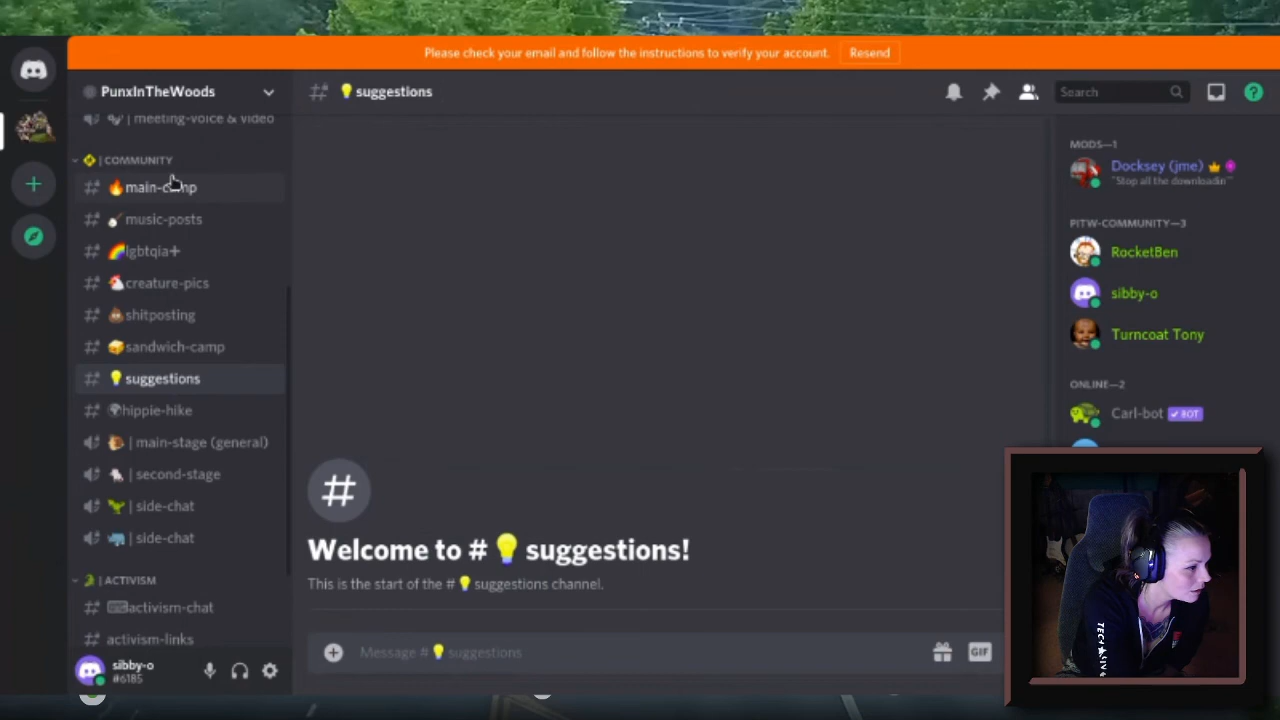 Please check your email and follow the instructions to verify your account. Resend
PunxInTheWoods
suggestions
Search
meeting-voice & video
| COMMUNITY
main-camp
music-posts
lgbtqia+
creature-pics
shitposting
sandwich-camp
suggestions
hippie-hike
| main-stage (general)
| second-stage
| side-chat
| side-chat
| ACTIVISM
activism-chat
activism-links
sibby-o
#6185
Welcome to # suggestions!
This is the start of the # suggestions channel.
Message # suggestions
GIF
MODS—1
Docksey (jme)
"Stop all the downloadin"
PITW-COMMUNITY—3
RocketBen
sibby-o
Turncoat Tony
ONLINE—2
Carl-bot ✔ BOT